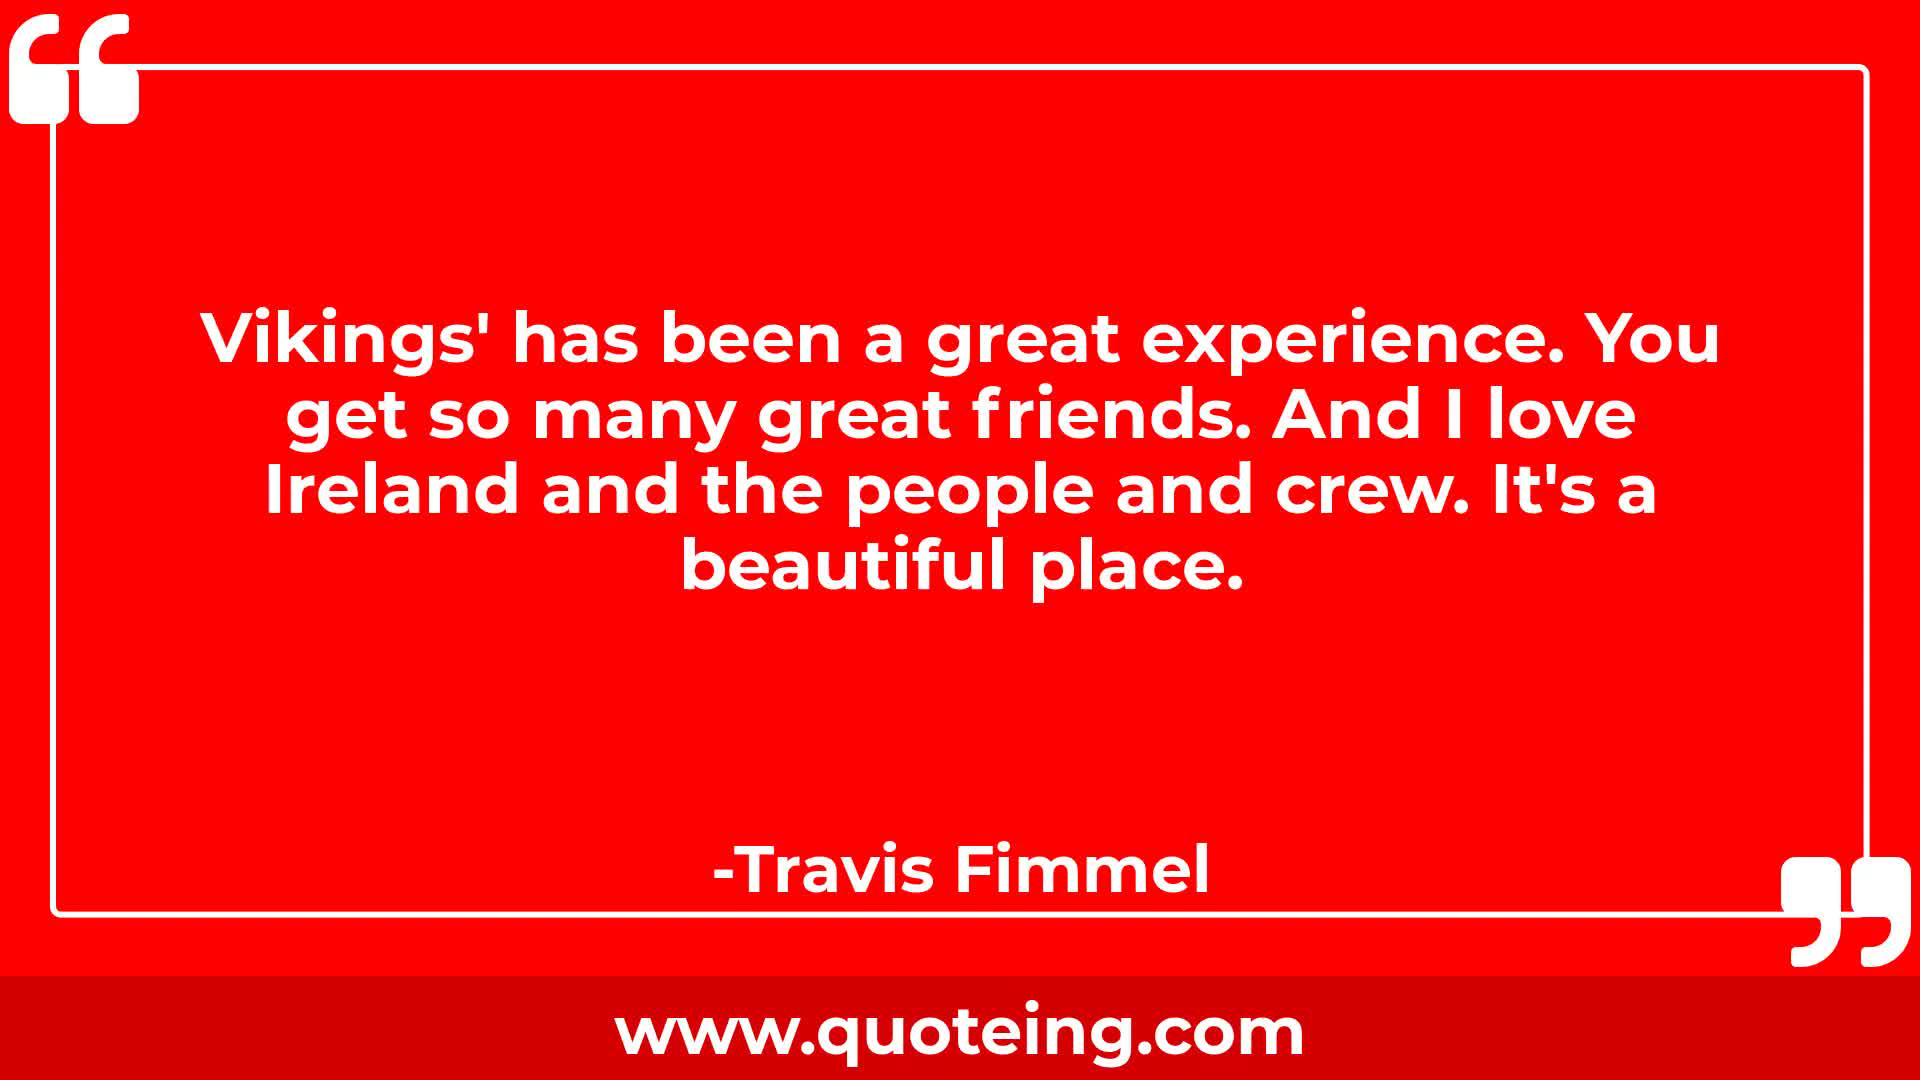 Vikings' has been a great experience. You
get so many great friends. And I love
Ireland and the people and crew. It's a
beautiful place.
-Travis Fimmel
www.quoteing.com